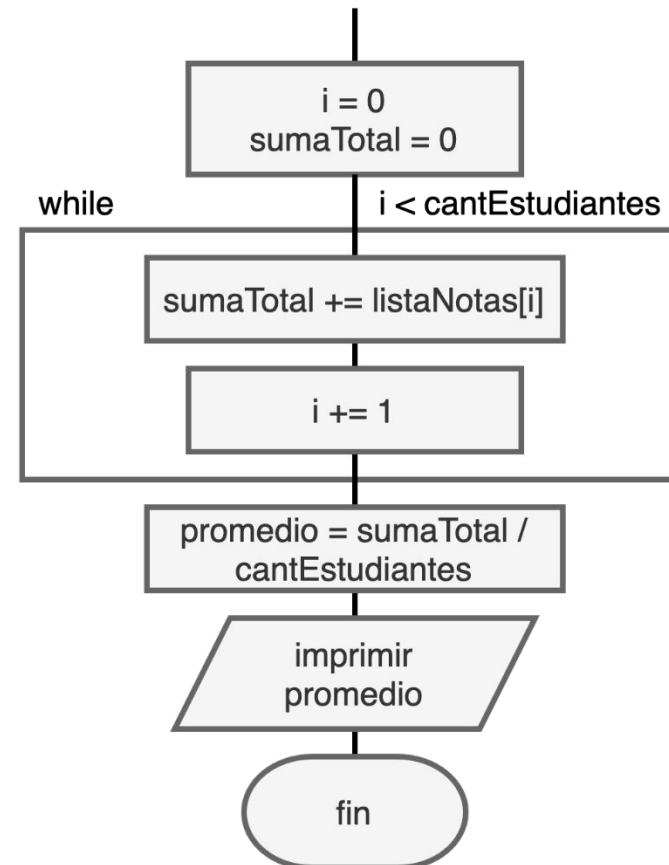 i = 0
sumaTotal = 0
while
i < cantEstudiantes
sumaTotal += listaNotas[i]
i += 1
promedio = sumaTotal /
cantEstudiantes
imprimir
promedio
fin